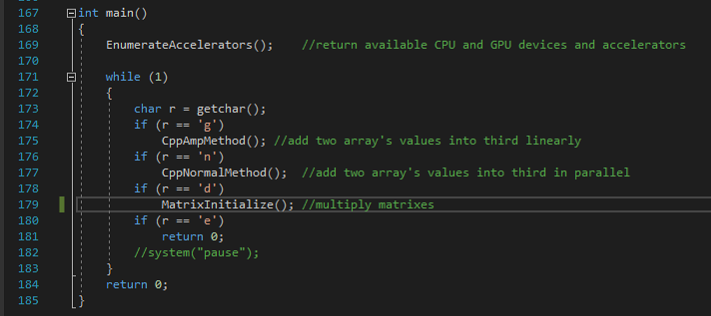 167 int main()
168 {
169 EnumerateAccelerators(); //return available CPU and GPU devices and accelerators
170
171 while (1)
172 {
173 char r = getchar();
174 if (r == 'g')
175 CppAmpMethod(); //add two array's values into third linearly
176 if (r == 'n')
177 CppNormalMethod(); //add two array's values into third in parallel
178 if (r == 'd')
179 MatrixInitialize(); //multiply matrixes
180 if (r == 'e')
181 return 0;
182 //system("pause");
183 }
184 return 0;
185 }